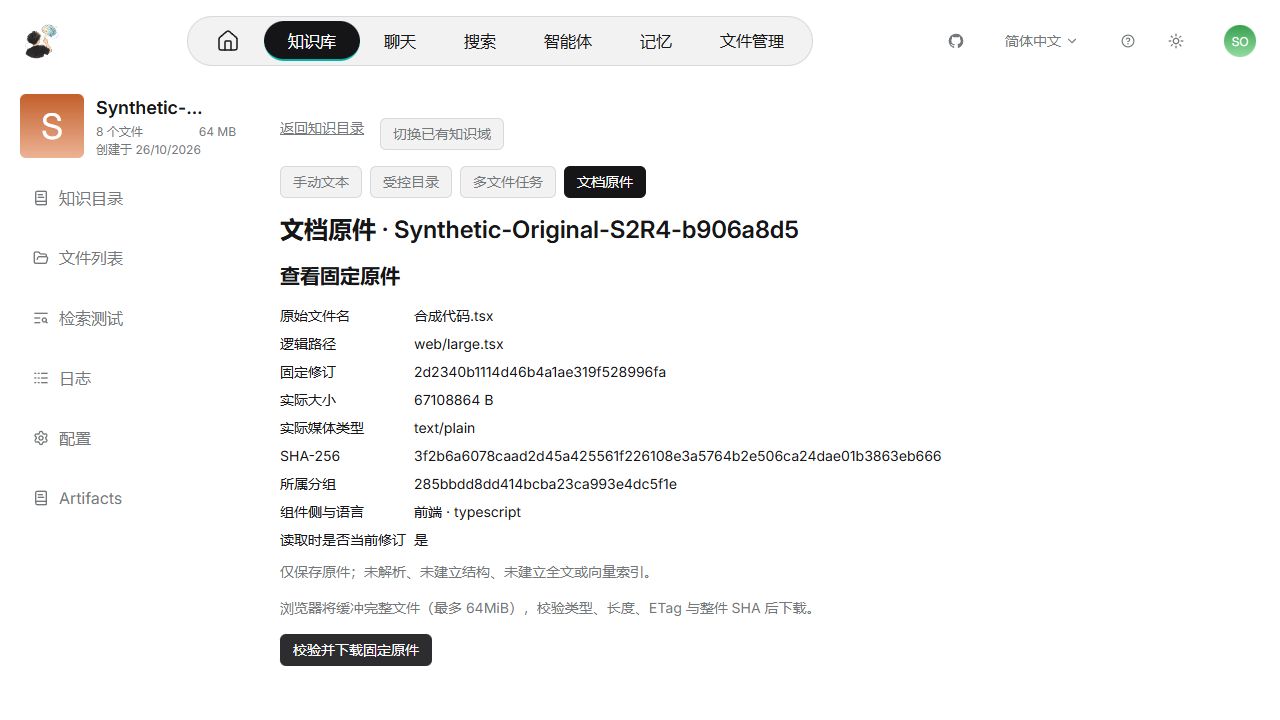 知识库
聊天
搜索
智能体
记忆
文件管理
简体中文
SO
S
Synthetic-...
8 个文件
64 MB
创建于 26/10/2026
知识目录
文件列表
检索测试
日志
配置
Artifacts
返回知识目录
切换已有知识域
手动文本
受控目录
多文件任务
文档原件
文档原件 · Synthetic-Original-S2R4-b906a8d5
查看固定原件
原始文件名 合成代码.tsx
逻辑路径 web/large.tsx
固定修订 2d2340b1114d46b4a1ae319f528996fa
实际大小 67108864 B
实际媒体类型 text/plain
SHA-256 3f2b6a6078caad2d45a425561f226108e3a5764b2e506ca24dae01b3863eb666
所属分组 285bbdd8dd414bcba23ca993e4dc5f1e
组件侧与语言 前端 · typescript
读取时是否当前修订 是
仅保存原件；未解析、未建立结构、未建立全文或向量索引。
浏览器将缓冲完整文件（最多 64MiB），校验类型、长度、ETag 与整件 SHA 后下载。
校验并下载固定原件